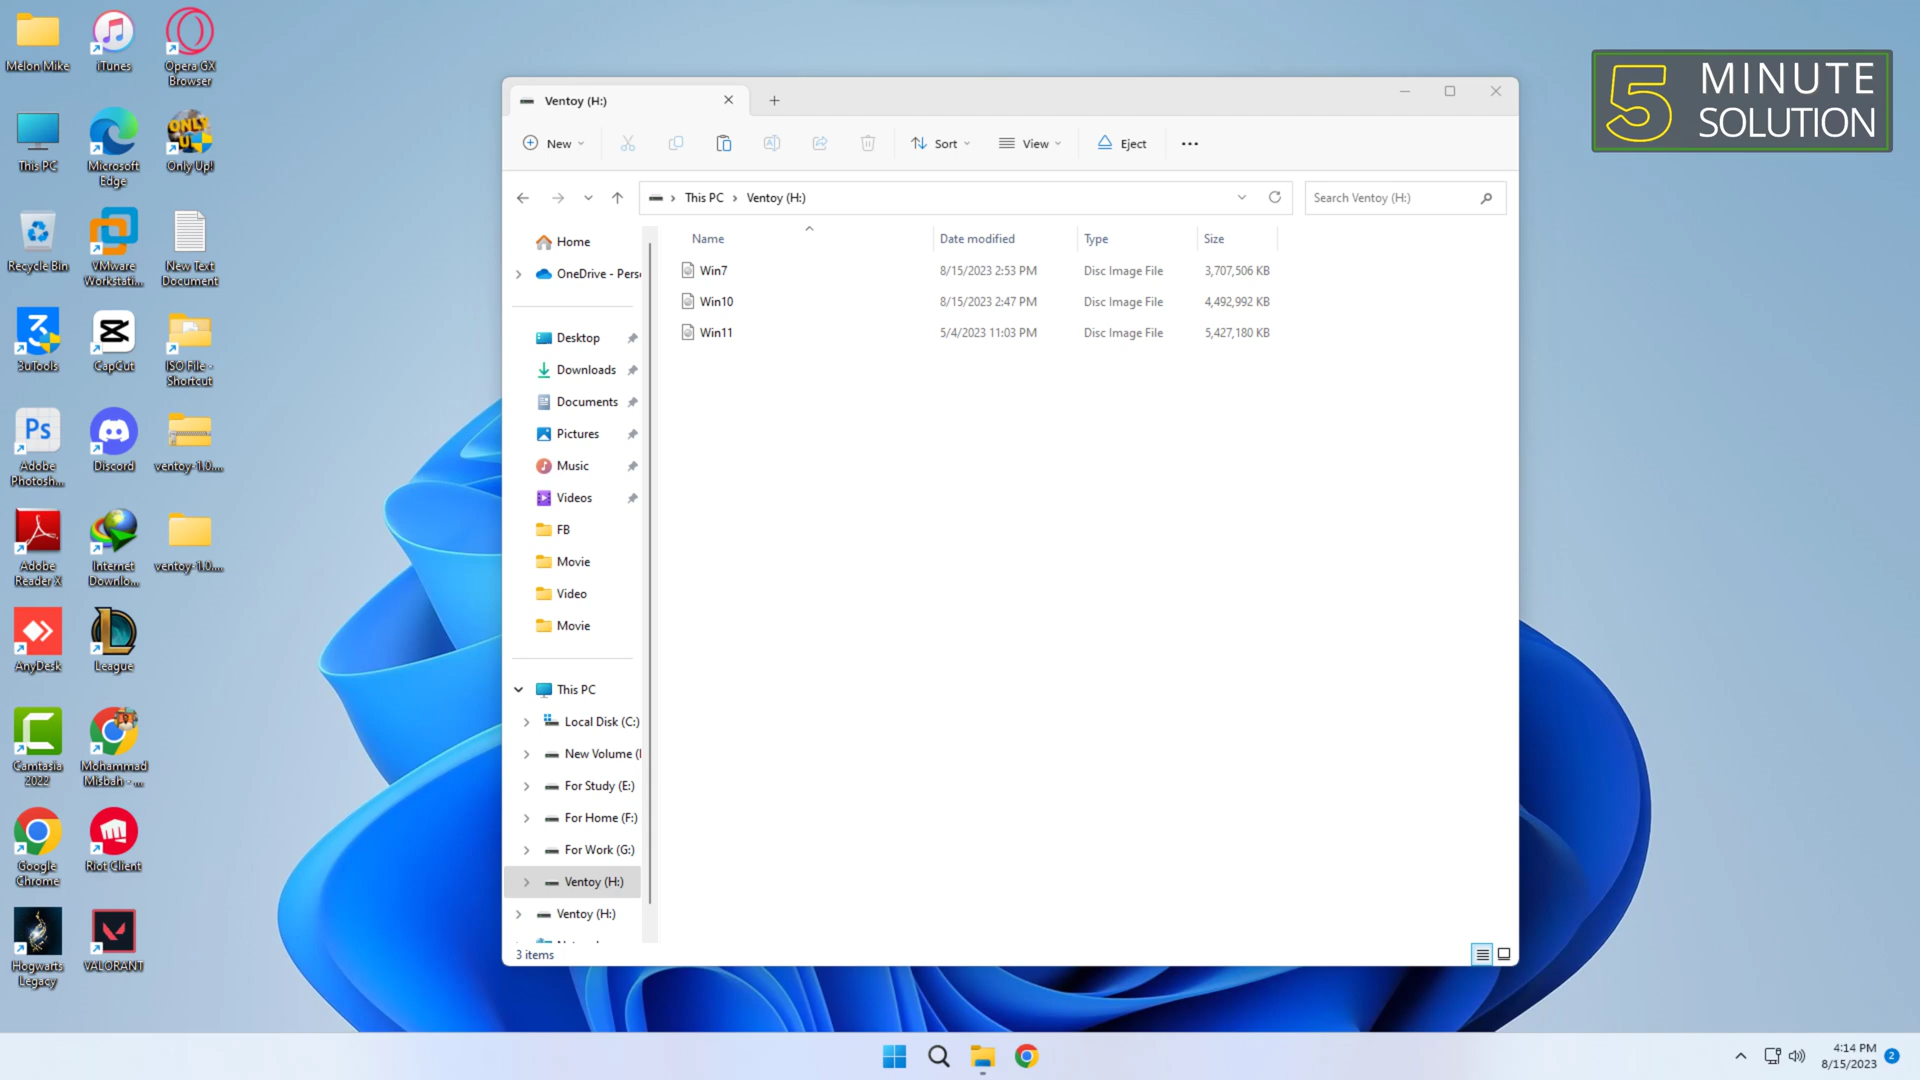 Melon Mike
iTunes
Opera GX
Browser
This PC
Microsoft
Edge
Only Up!
Recycle Bin
VMware
Workstati...
New Text
Document
3uTools
CapCut
ISO File -
Shortcut
Adobe
Photosh...
Discord
ventoy-1.0....
Adobe
Reader X
Internet
Downlo...
ventoy-1.0....
AnyDesk
League
Camtasia
2022
Mohammad
Misbah - ...
Google
Chrome
Riot Client
Hogwarts
Legacy
VALORANT
ONLY
UP
Ps
5 MINUTE
SOLUTION
Ventoy (H:)
New
Sort
View
Eject
This PC
Ventoy (H:)
Search Ventoy (H:)
Home
OneDrive - Pers
Desktop
Downloads
Documents
Pictures
Music
Videos
FB
Movie
Video
Movie
This PC
Local Disk (C:)
New Volume (
For Study (E:)
For Home (F:)
For Work (G:)
Ventoy (H:)
Ventoy (H:)
3 items
Name Date modified Type Size
Win7 8/15/2023 2:53 PM Disc Image File 3,707,506 KB
Win10 8/15/2023 2:47 PM Disc Image File 4,492,992 KB
Win11 5/4/2023 11:03 PM Disc Image File 5,427,180 KB
4:14 PM
8/15/2023
2